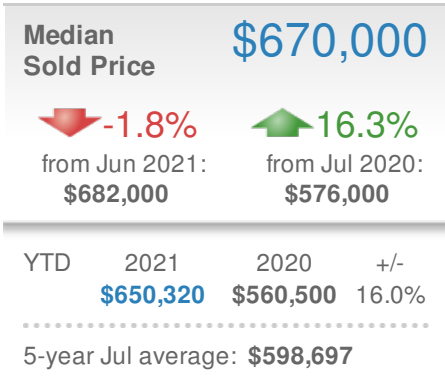 Median $670,000
Sold Price
-1.8% 16.3%
from Jun 2021: from Jul 2020:
$682,000 $576,000
YTD 2021 2020 +/-
$650,320 $560,500 16.0%
5-year Jul average: $598,697